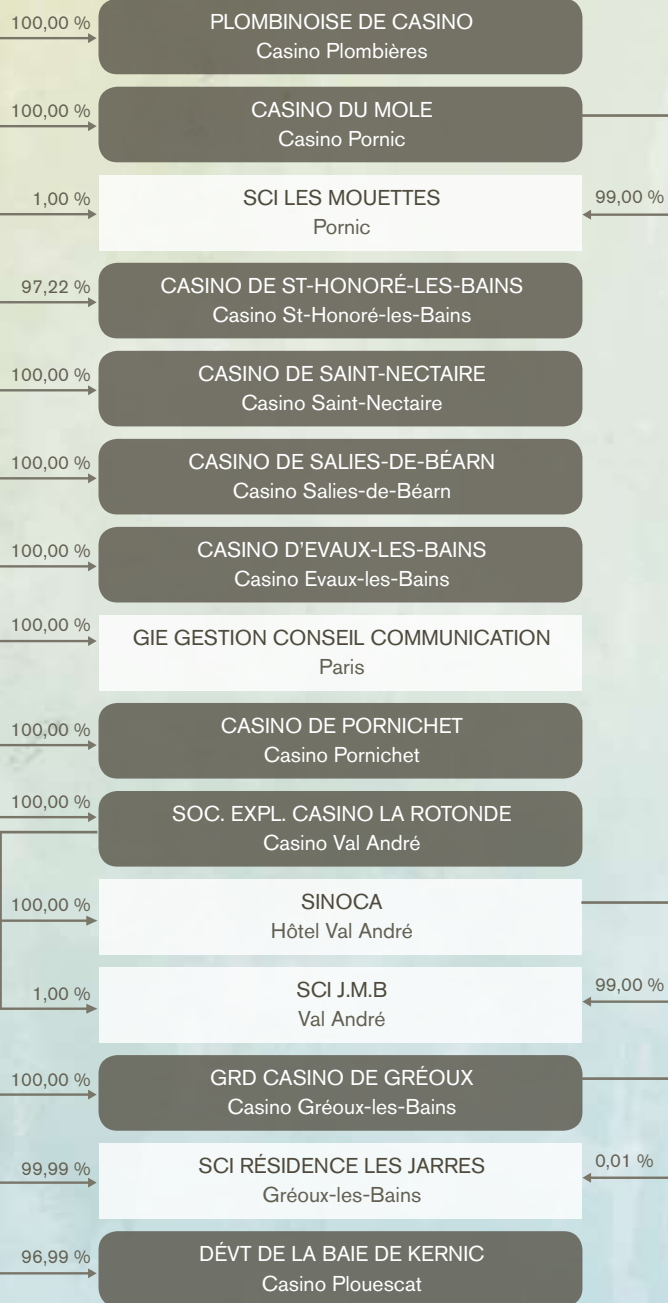 100,00 %
PLOMBINOISE DE CASINO
Casino Plombières
100,00 %
CASINO DU MOLE
Casino Pornic
1,00 %
SCI LES MOUETTES
99,00 %
Pornic
97,22 %
CASINO DE ST-HONORÉ-LES-BAINS
Casino St-Honoré-les-Bains
100,00 %
CASINO DE SAINT-NECTAIRE
Casino Saint-Nectaire
100,00 %
CASINO DE SALIES-DE-BÉARN
Casino Salies-de-Béarn
100,00 %
CASINO D'EVAUX-LES-BAINS
Casino Evaux-les-Bains
100,00 %
GIE GESTION CONSEIL COMMUNICATION
Paris
100,00 %
CASINO DE PORNICHET
Casino Pornichet
100,00 %
SOC. EXPL. CASINO LA ROTONDE
Casino Val André
100,00 %
SINOCA
Hôtel Val André
1,00 %
SCI J.M.B
99,00 %
Val André
100,00 %
GRD CASINO DE GRÉOUX
Casino Gréoux-les-Bains
99,99 %
SCI RÉSIDENCE LES JARRES
0,01 %
Gréoux-les-Bains
96,99 %
DÉVT DE LA BAIE DE KERNIC
Casino Plouescat